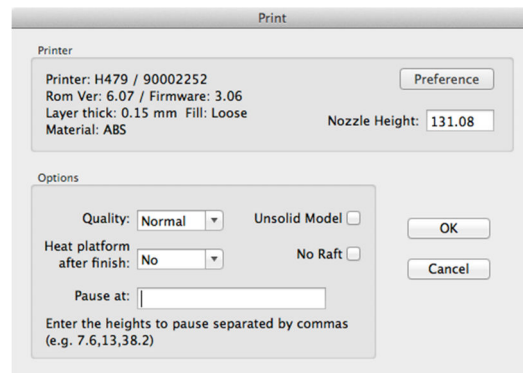 Print
Printer
Printer: H479 / 90002252
Rom Ver: 6.07 / Firmware: 3.06
Layer thick: 0.15 mm Fill: Loose
Material: ABS
Preference
Nozzle Height: 131.08
Options
Quality: Normal
Unsolid Model
Heat platform
after finish: No
No Raft
Pause at:
Enter the heights to pause separated by commas
(e.g. 7.6,13,38.2)
OK
Cancel